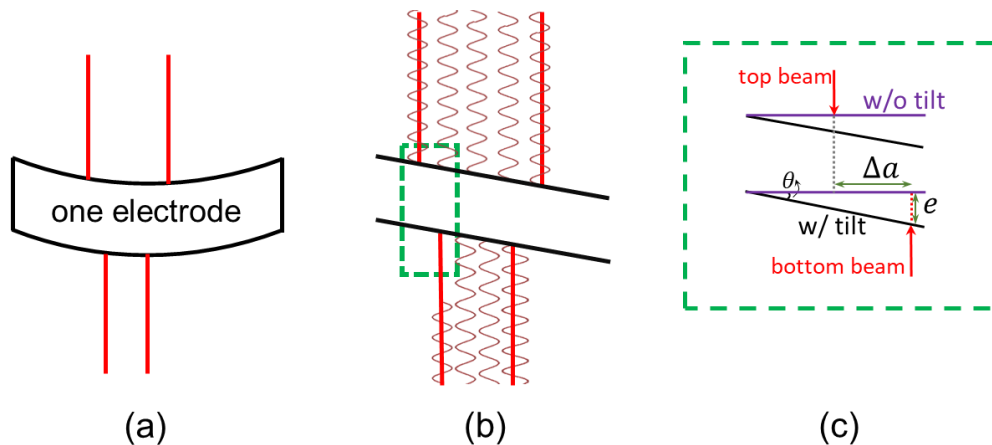 one electrode
top beam
w/o tilt
Δa
θ
e
w/ tilt
bottom beam
(a)
(b)
(c)